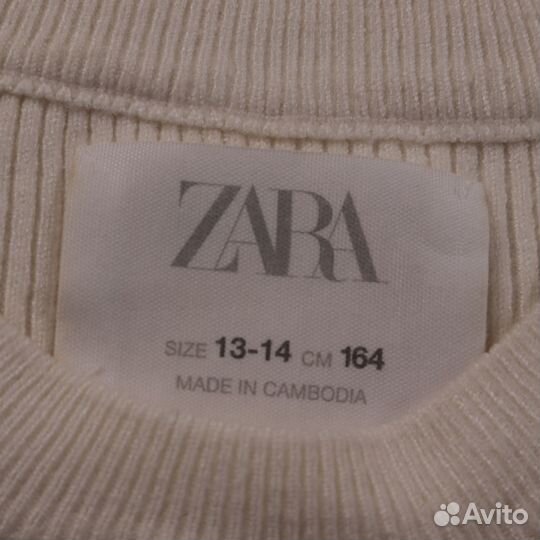 ZARA
SIZE 13-14 CM 164
MADE IN CAMBODIA
Avito